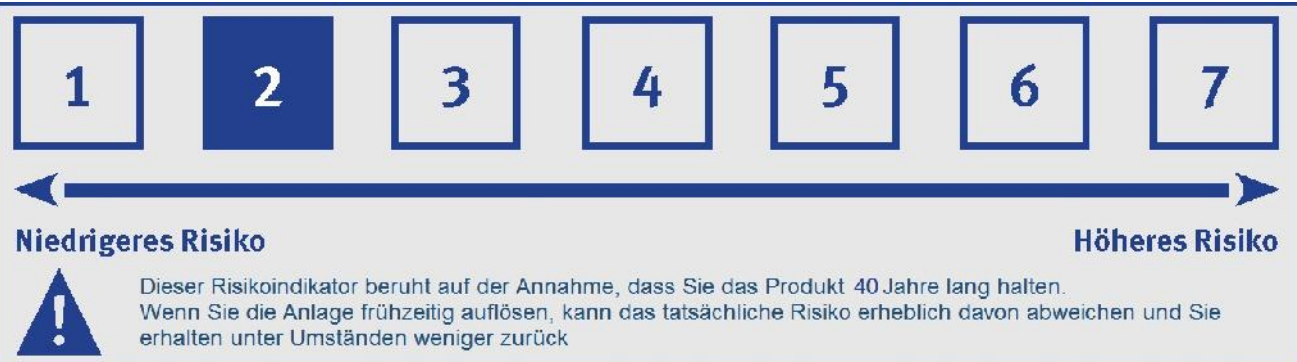 1 2 3 4 5 6 7
Niedrigeres Risiko Höheres Risiko
!
Dieser Risikoindikator beruht auf der Annahme, dass Sie das Produkt 40 Jahre lang halten.
Wenn Sie die Anlage frühzeitig auflösen, kann das tatsächliche Risiko erheblich davon abweichen und Sie
erhalten unter Umständen weniger zurück